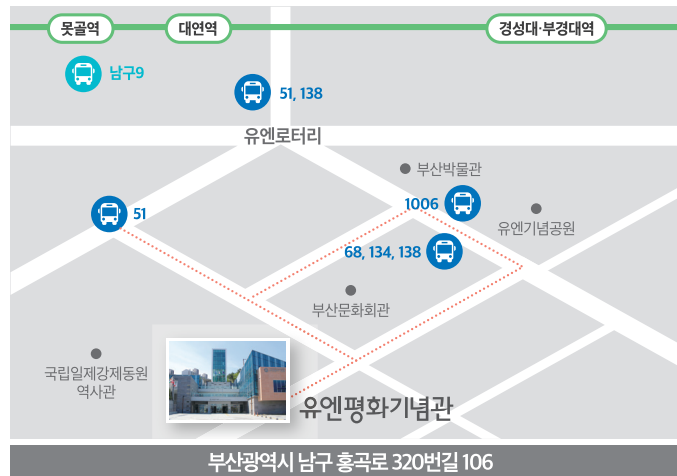 못골역
대연역
경성대·부경대역
남구9
51, 138
유엔로터리
부산박물관
1006
51
유엔기념공원
68, 134, 138
부산문화회관
국립일제강제동원
역사관
유엔평화기념관
부산광역시 남구 홍곡로 320번길 106